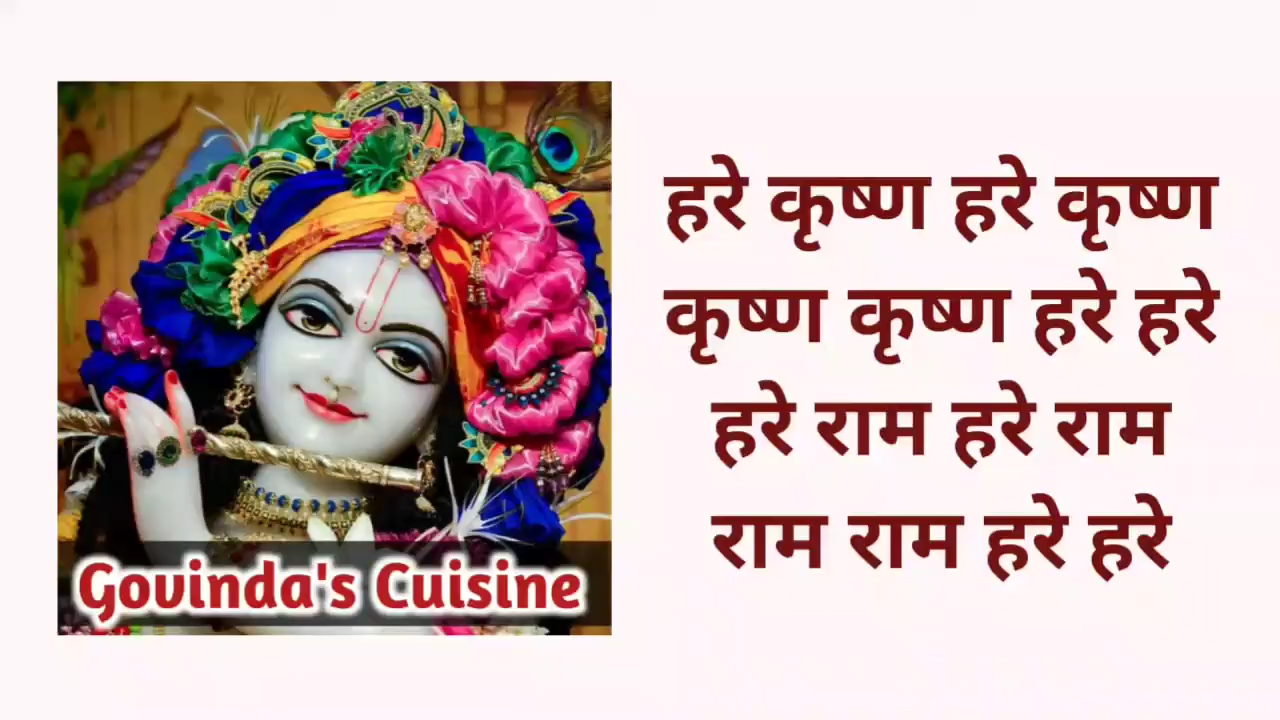 हरे कृष्ण हरे कृष्ण
कृष्ण कृष्ण हरे हरे
हरे राम हरे राम
राम राम हरे हरे
Govinda's Cuisine